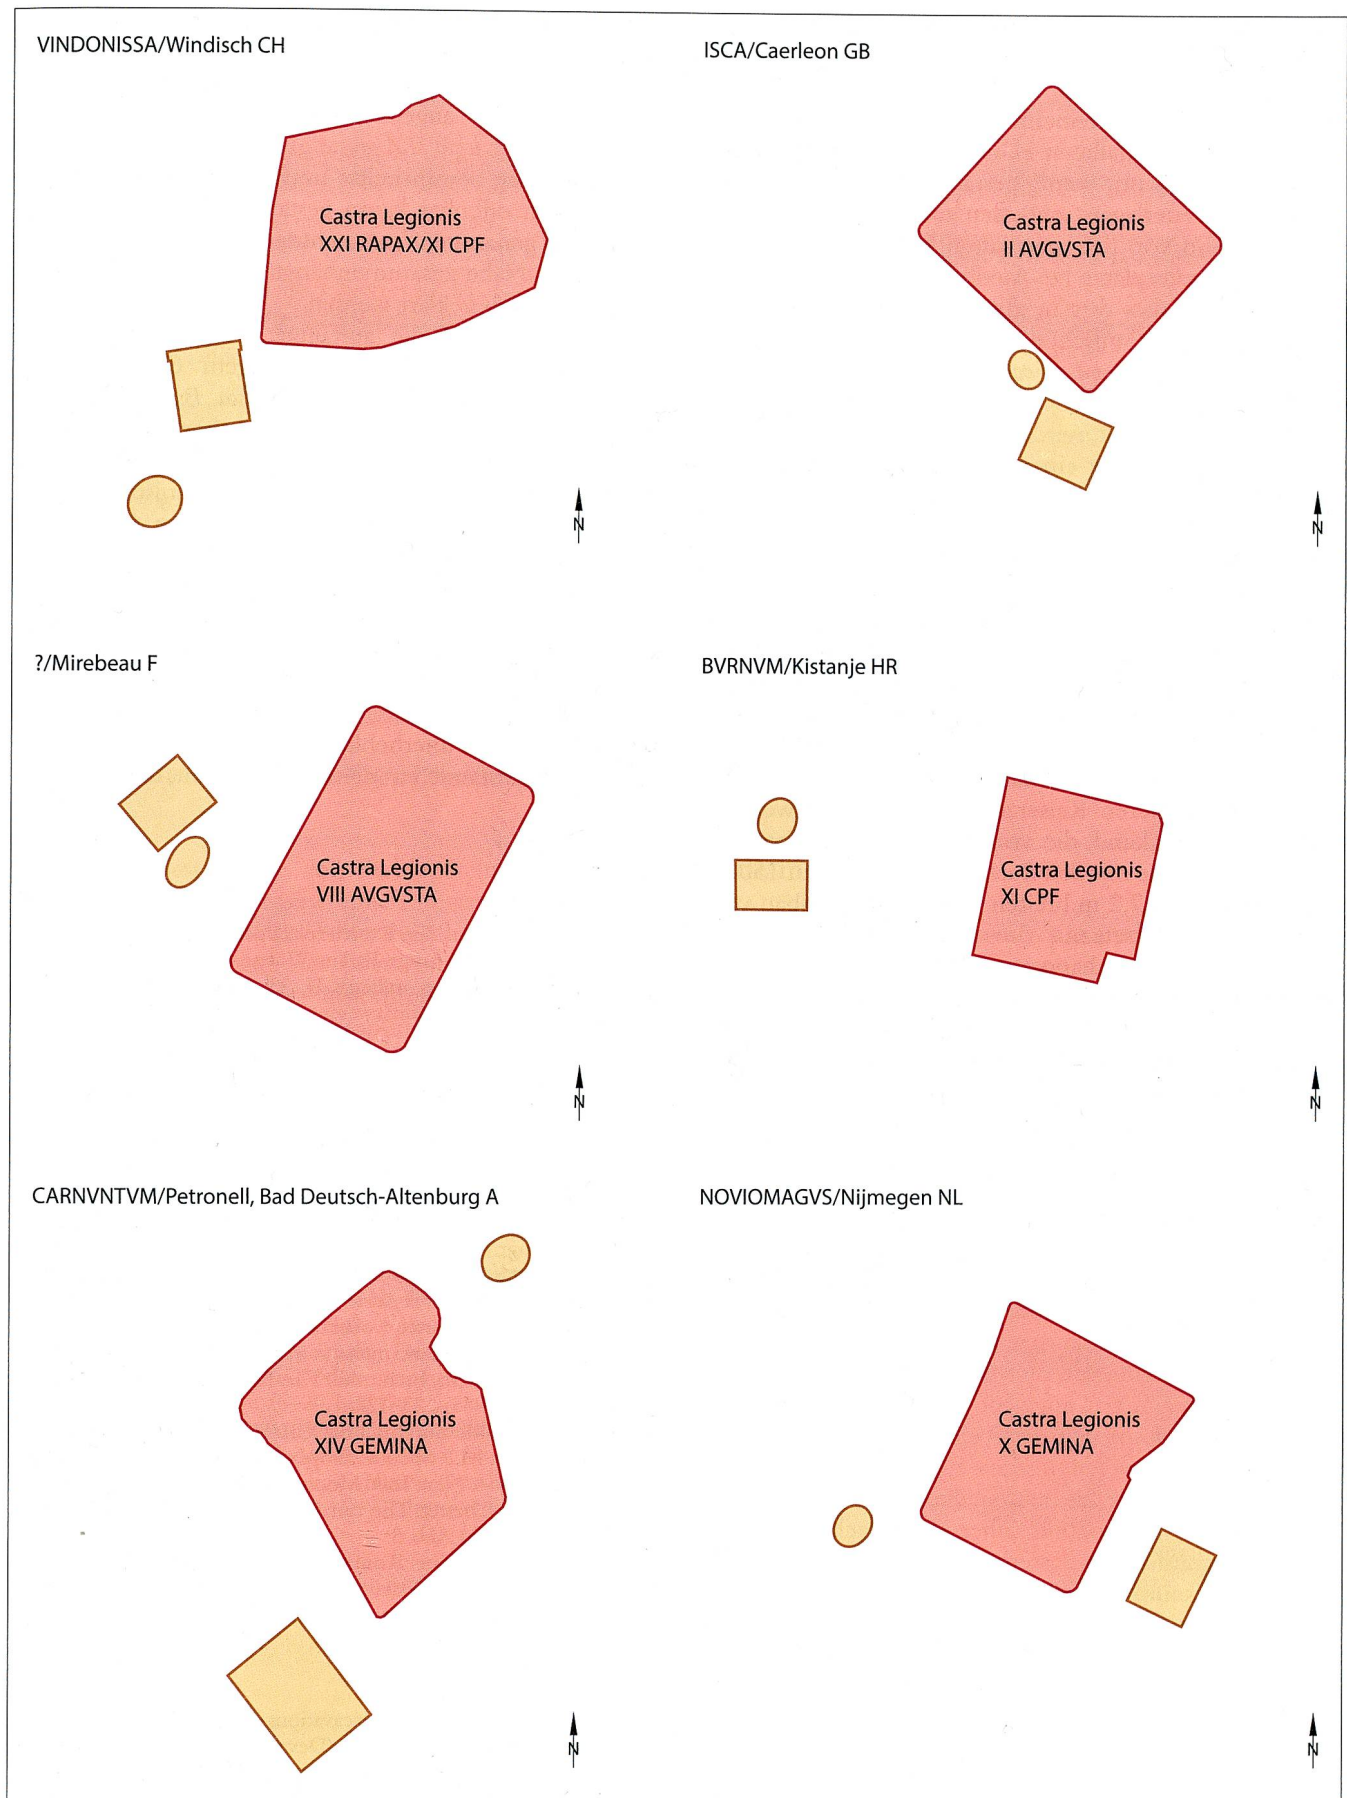 VINDONISSA/Windisch CH
Castra Legionis
XXI RAPAX/XI CPF
N
ISCA/Caerleon GB
Castra Legionis
II AVGVSTA
N
?/Mirebeau F
Castra Legionis
VIII AVGVSTA
N
BVRNVM/Kistanje HR
Castra Legionis
XI CPF
N
CARNVNTVM/Petronell, Bad Deutsch-Altenburg A
Castra Legionis
XIV GEMINA
N
NOVIOMAGVS/Nijmegen NL
Castra Legionis
X GEMINA
N